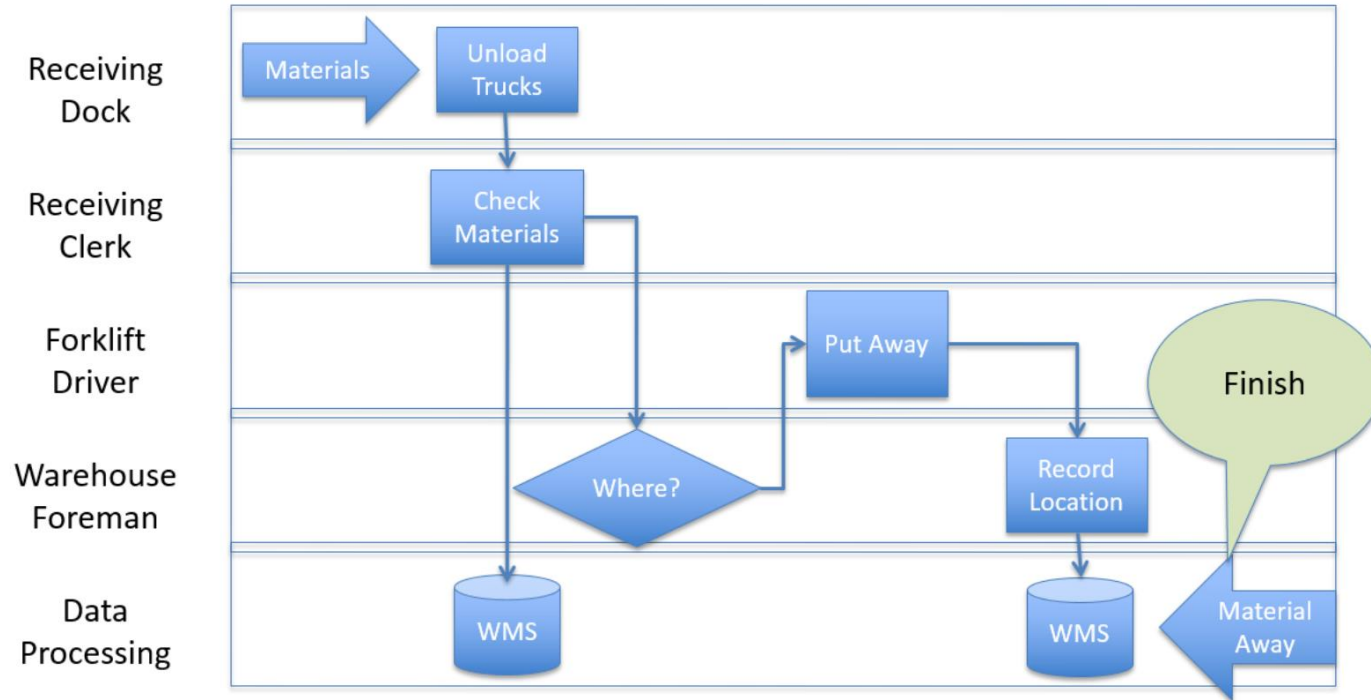 Receiving
Dock
Materials
Unload
Trucks
Receiving
Clerk
Check
Materials
Forklift
Driver
Put Away
Finish
Warehouse
Foreman
Where?
Record
Location
Data
Processing
WMS
WMS
Material
Away